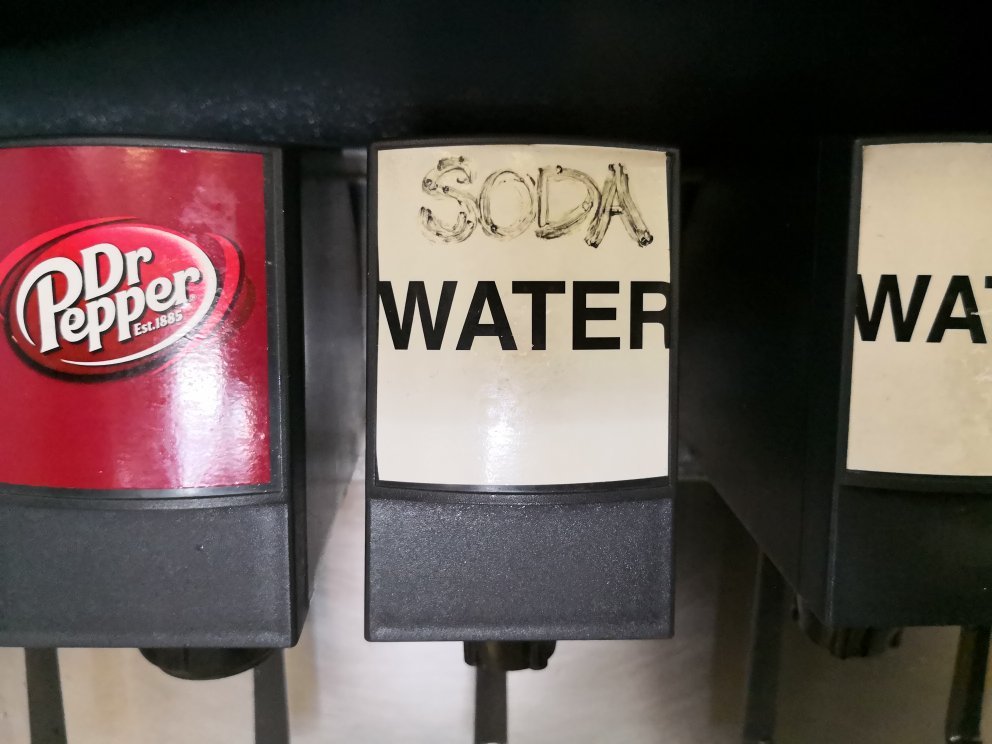 Dr
Pepper
Est.1885
SODA
WATER
WAT